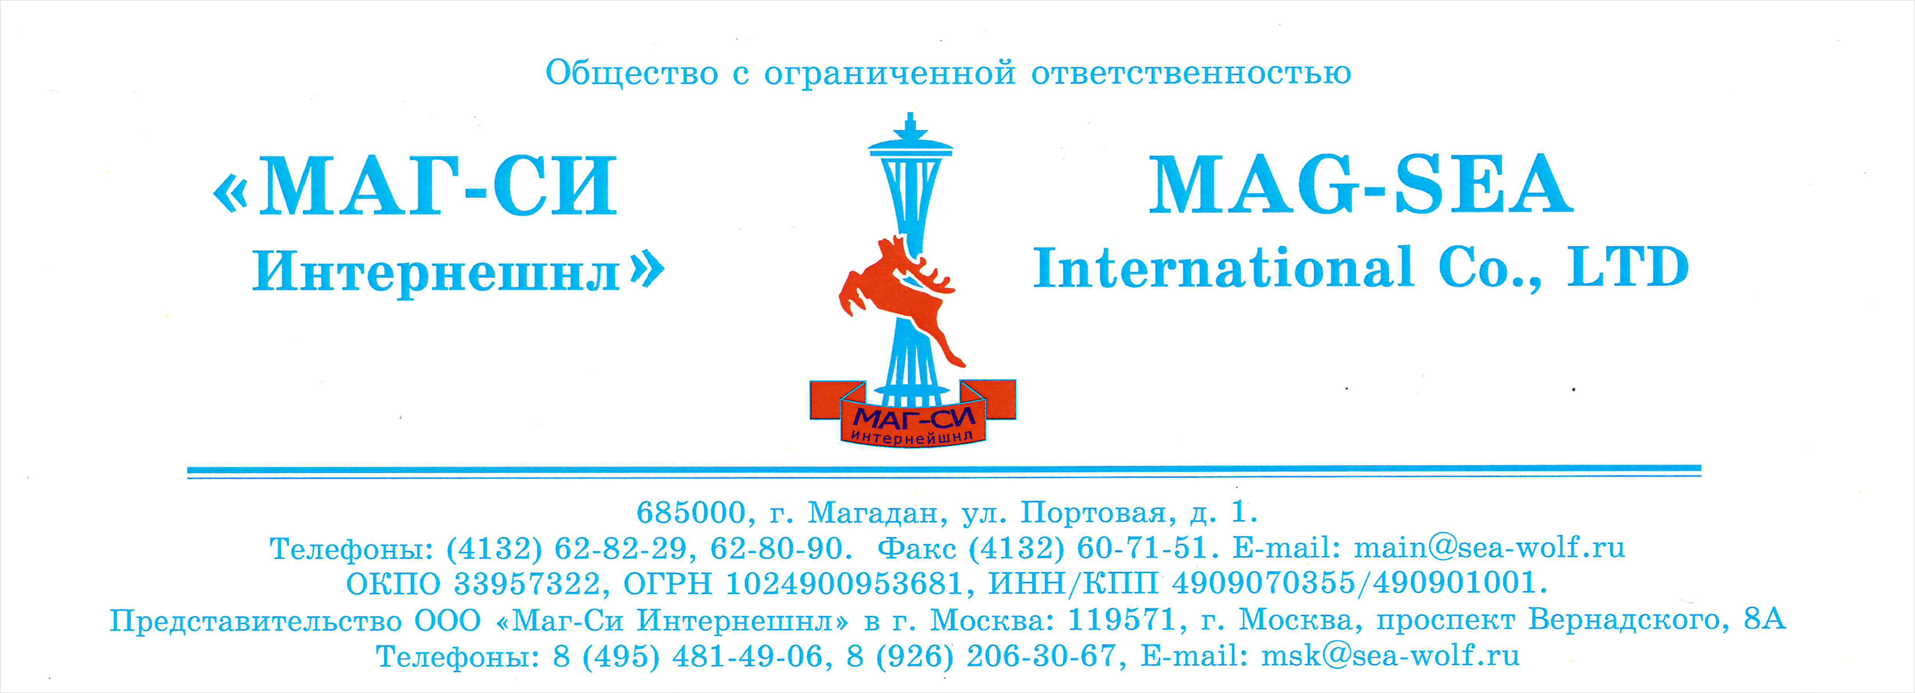 Общество с ограниченной ответственностью
«МАГ-СИ
Интернешнл»
MAG-SEA
International Co., LTD
МАГ-СИ
интернейшнл
685000, г. Магадан, ул. Портовая, д. 1.
Телефоны: (4132) 62-82-29, 62-80-90. Факс (4132) 60-71-51. E-mail: main@sea-wolf.ru
ОКПО 33957322, ОГРН 1024900953681, ИНН/КПП 4909070355/490901001.
Представительство ООО «Маг-Си Интернешнл» в г. Москва: 119571, г. Москва, проспект Вернадского, 8А
Телефоны: 8 (495) 481-49-06, 8 (926) 206-30-67, E-mail: msk@sea-wolf.ru